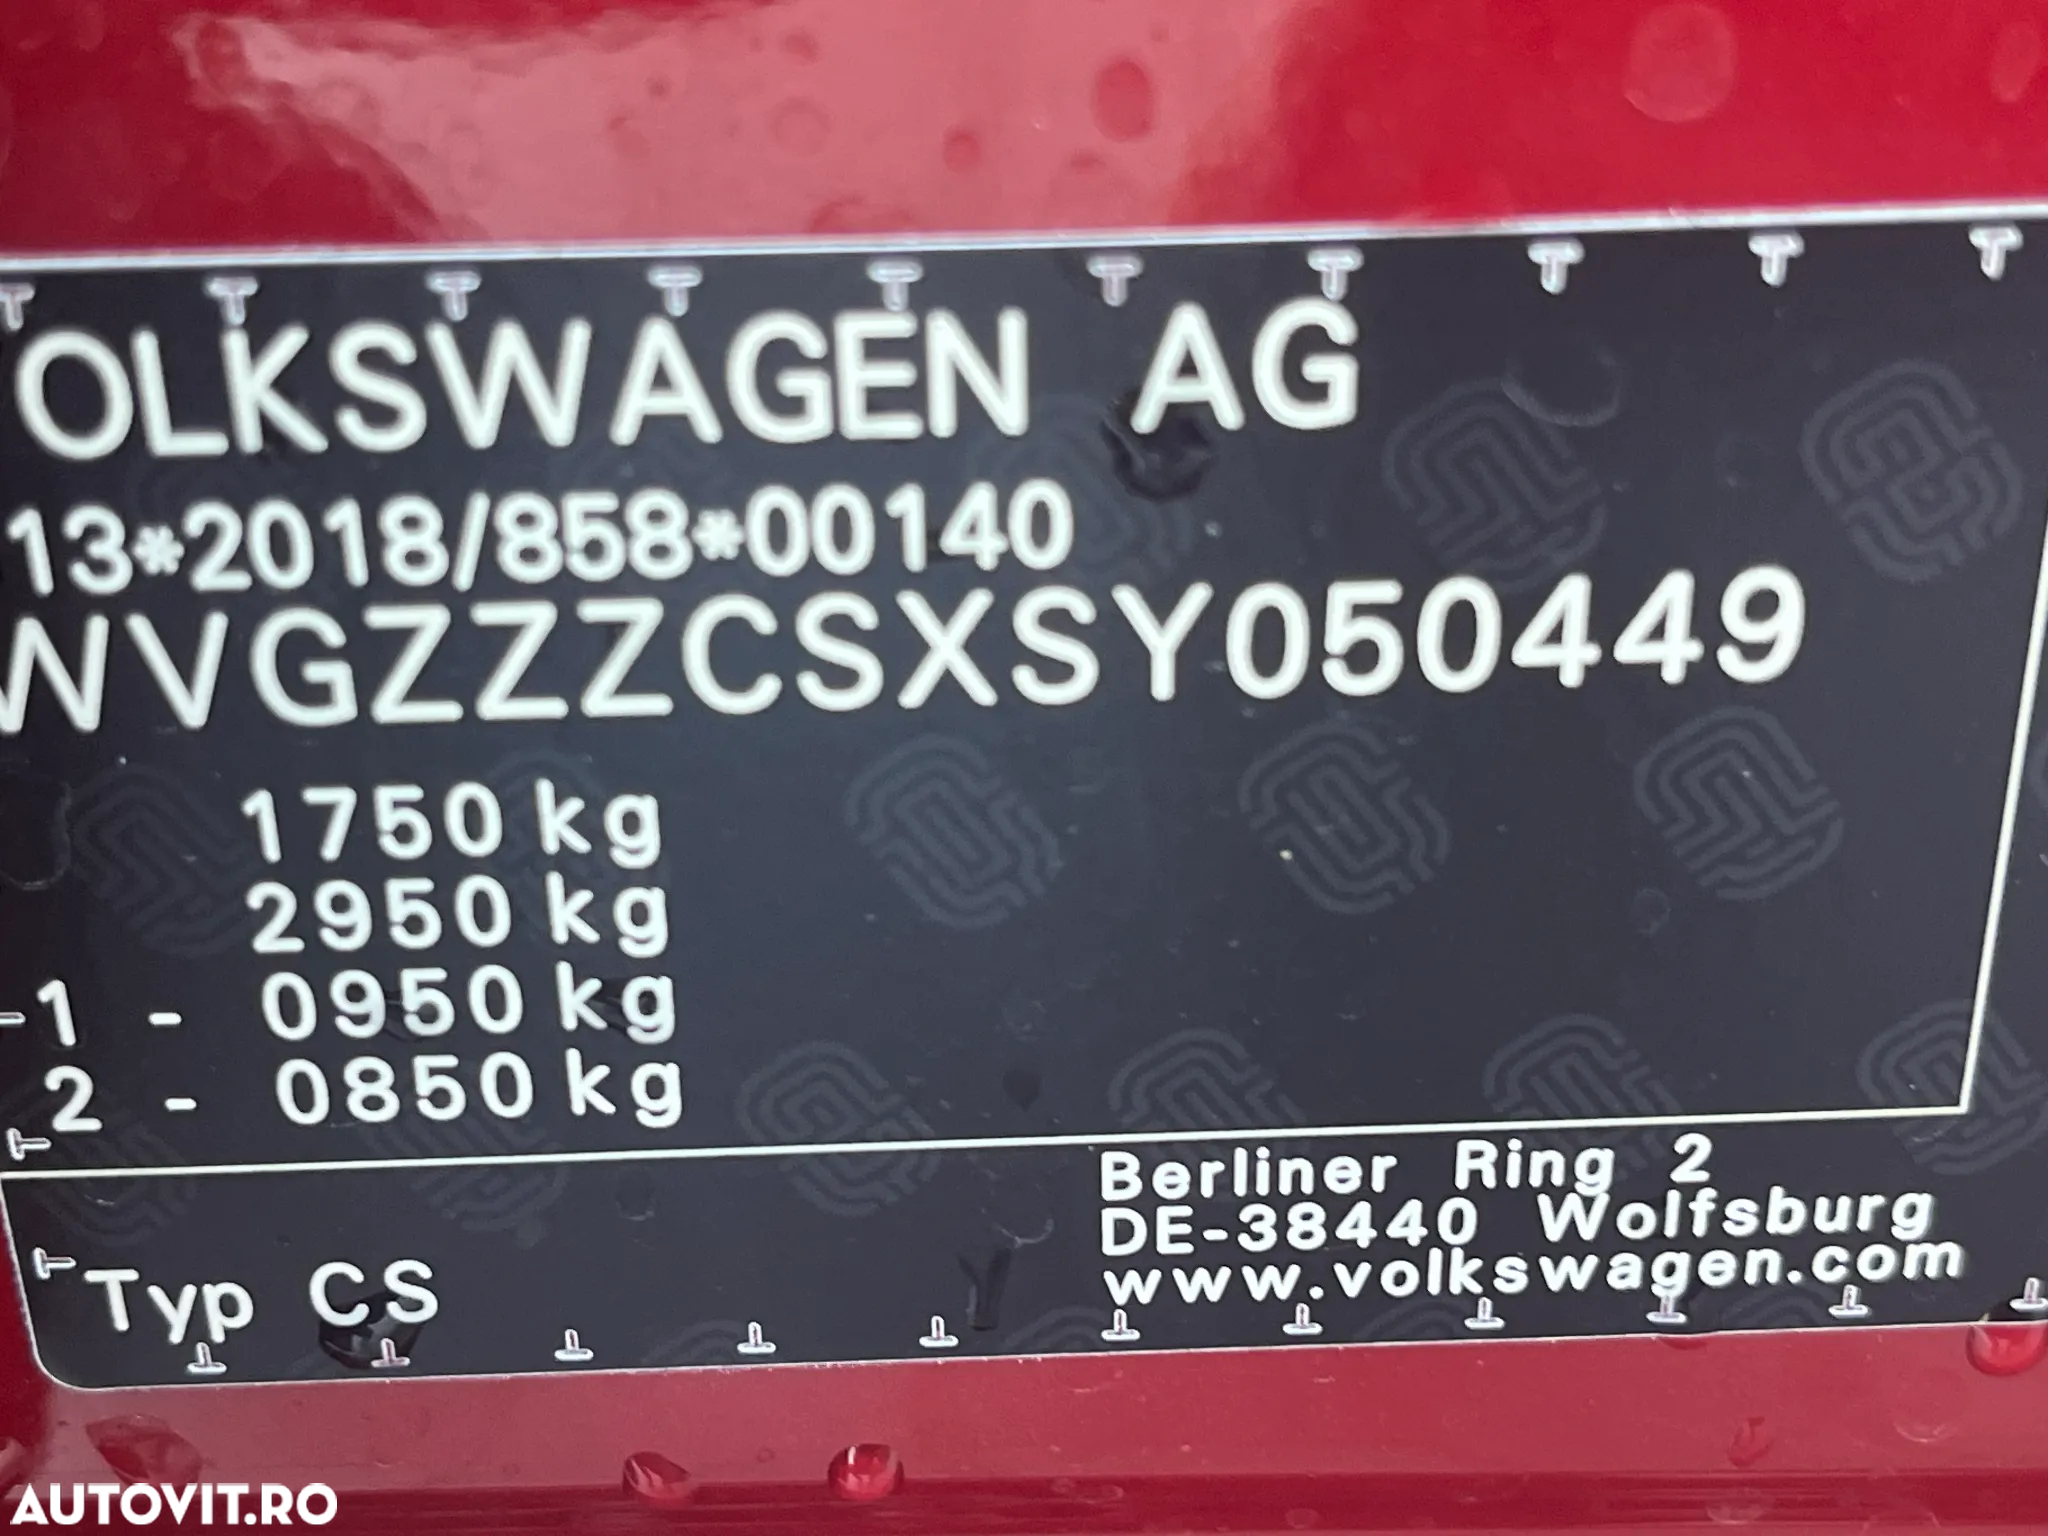 OLKSWAGEN AG
13*2018/858*00140
WVGZZZCSXSY050449
1750 kg
2950 kg
1 - 0950 kg
2 - 0850 kg
Berliner Ring 2
DE-38440 Wolfsburg
www.volkswagen.com
Typ CS
AUTOVIT.RO